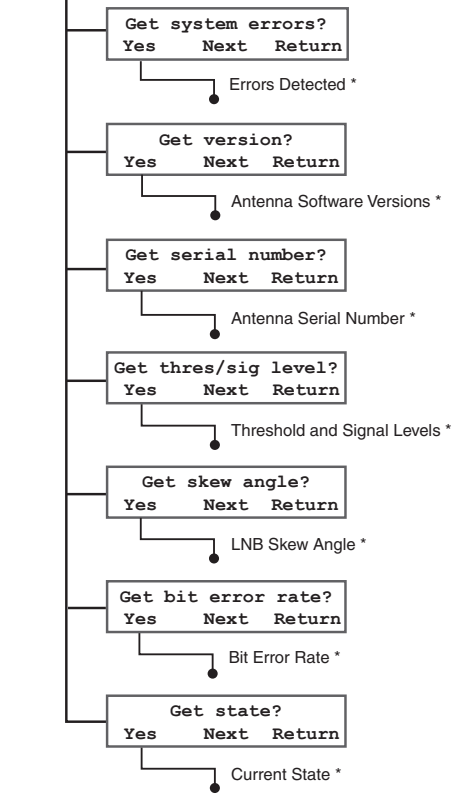 Get system errors?
Yes Next Return
Errors Detected *
Get version?
Yes Next Return
Antenna Software Versions *
Get serial number?
Yes Next Return
Antenna Serial Number *
Get thres/sig level?
Yes Next Return
Threshold and Signal Levels *
Get skew angle?
Yes Next Return
LNB Skew Angle *
Get bit error rate?
Yes Next Return
Bit Error Rate *
Get state?
Yes Next Return
Current State *